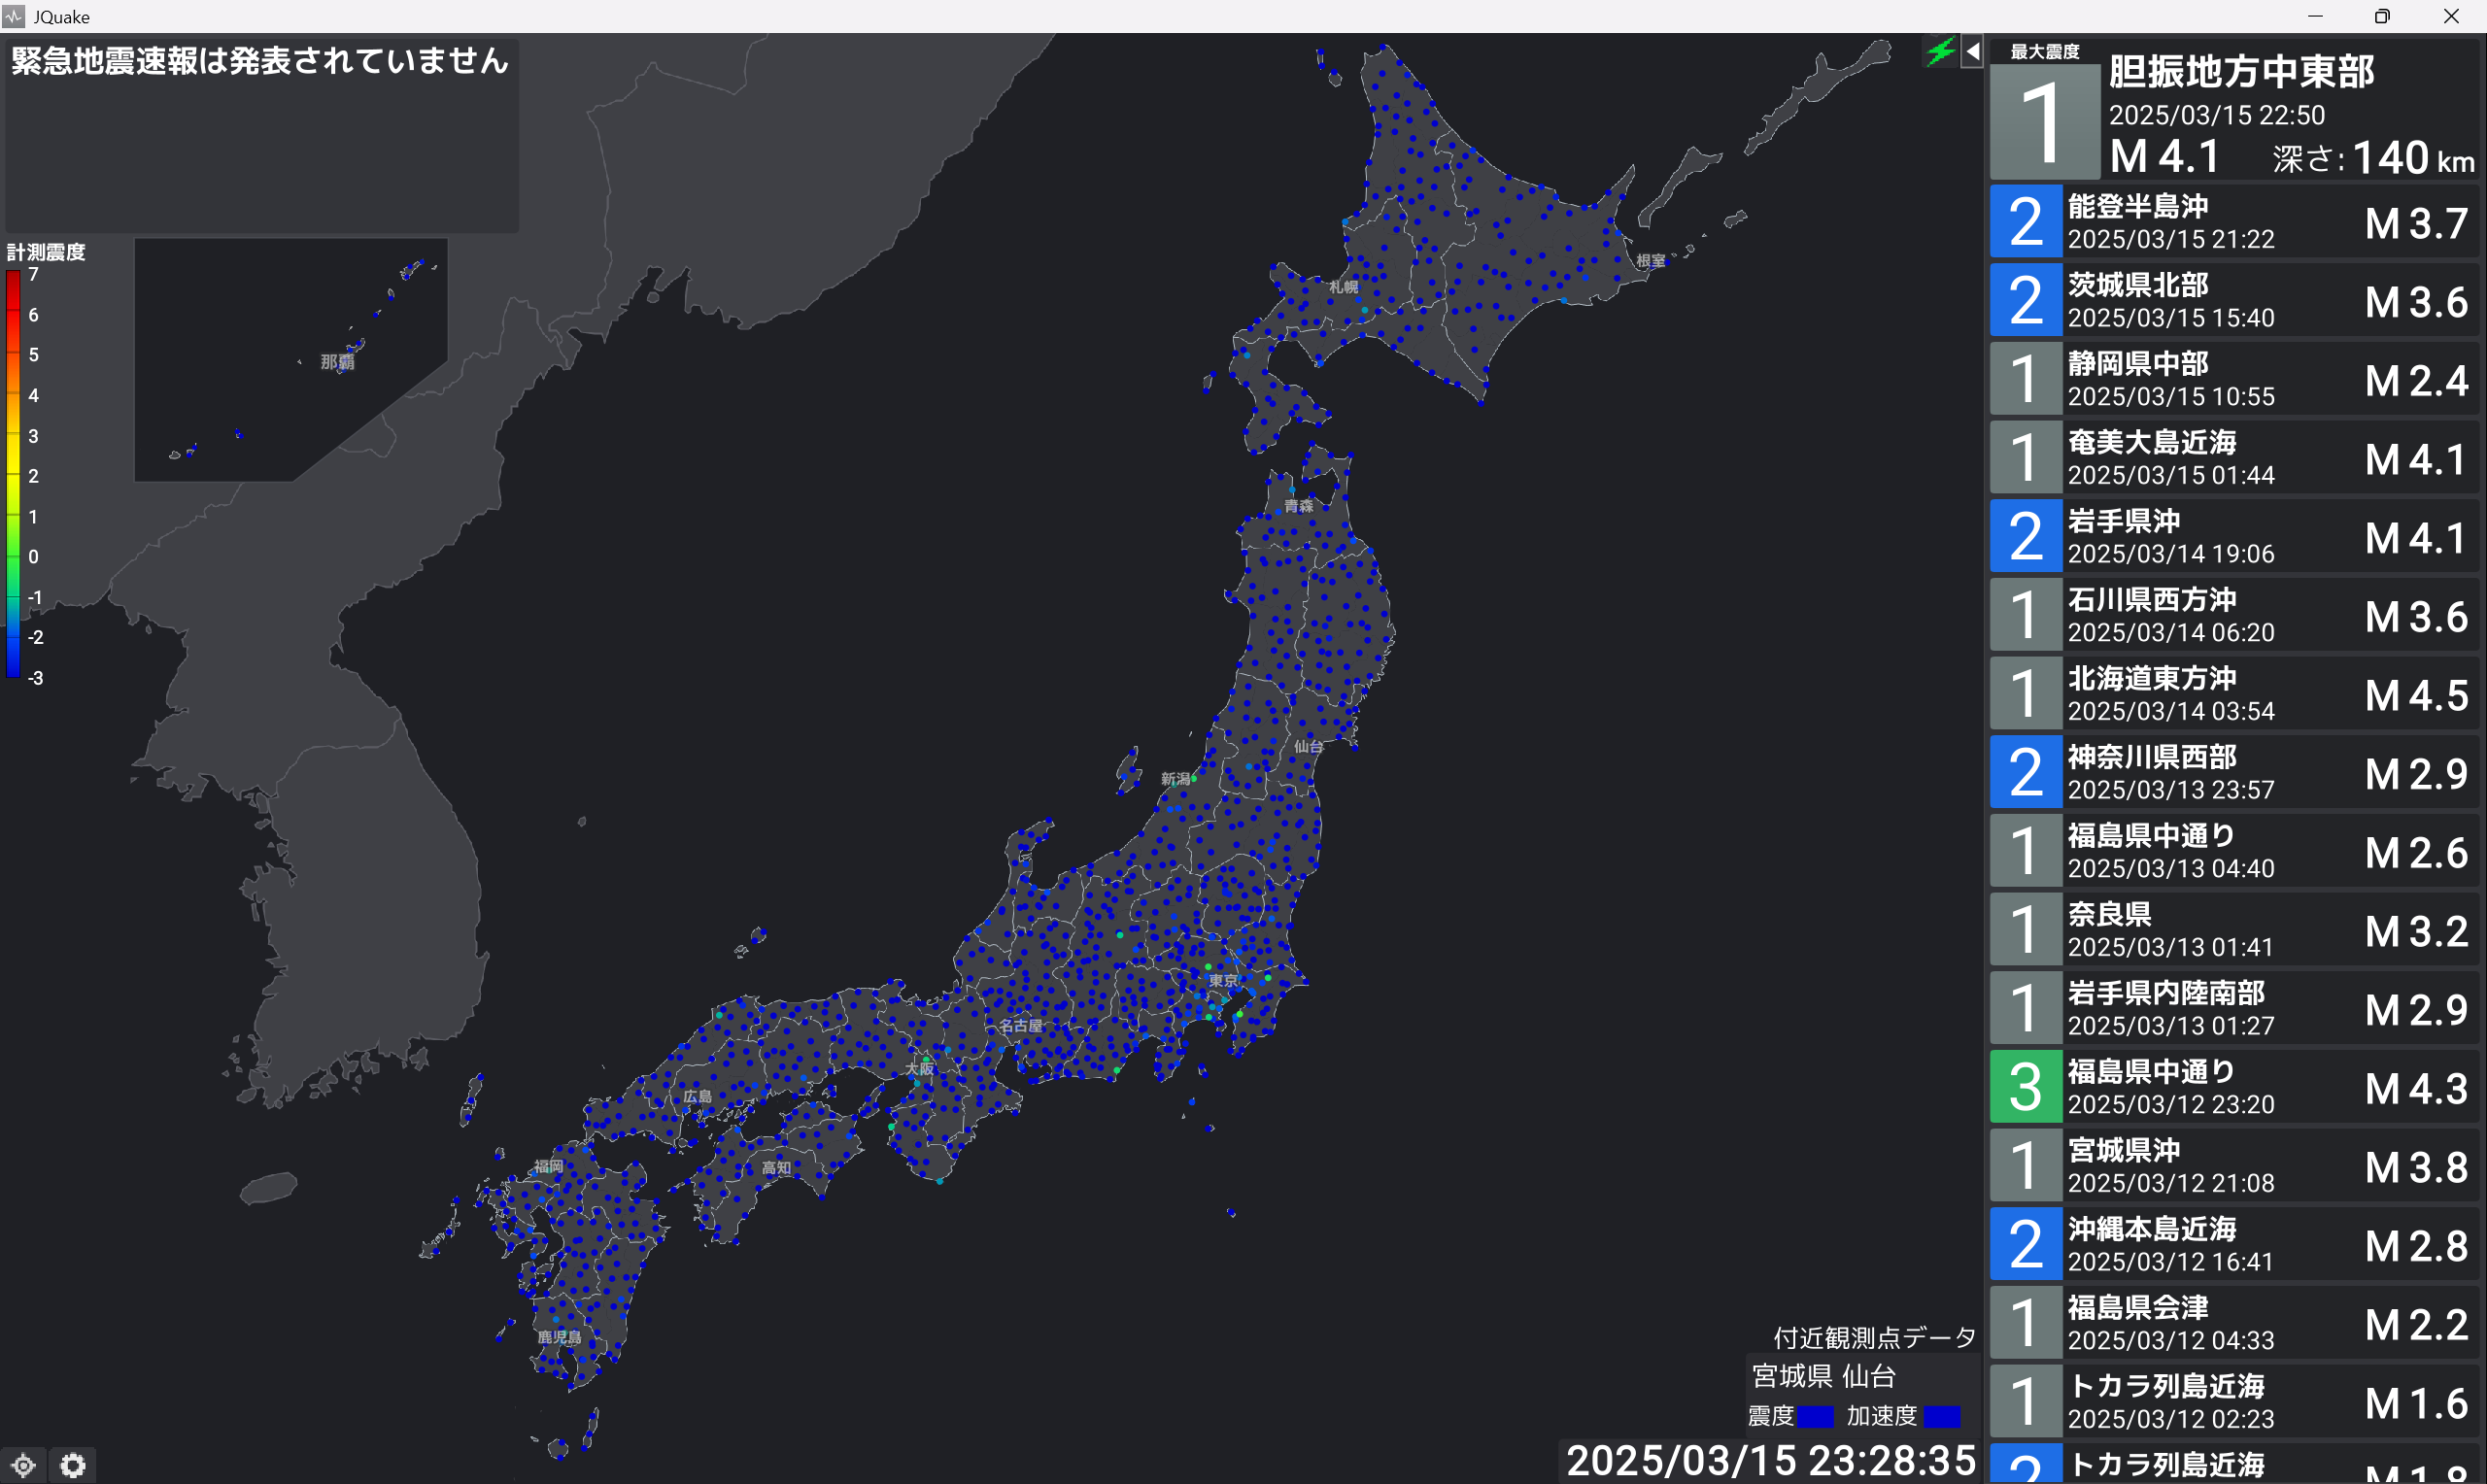 JQuake
緊急地震速報は発表されていません
計測震度
7
6
5
4
3
2
1
0
-1
-2
-3
那覇
札幌
根室
青森
仙台
新潟
東京
名古屋
大阪
広島
高知
福岡
鹿児島
付近観測点データ
宮城県 仙台
震度 加速度
2025/03/15 23:28:35
最大震度
1
胆振地方中東部
2025/03/15 22:50
M 4.1 深さ: 140 km
2
能登半島沖
2025/03/15 21:22
M 3.7
2
茨城県北部
2025/03/15 15:40
M 3.6
1
静岡県中部
2025/03/15 10:55
M 2.4
1
奄美大島近海
2025/03/15 01:44
M 4.1
2
岩手県沖
2025/03/14 19:06
M 4.1
1
石川県西方沖
2025/03/14 06:20
M 3.6
1
北海道東方沖
2025/03/14 03:54
M 4.5
2
神奈川県西部
2025/03/13 23:57
M 2.9
1
福島県中通り
2025/03/13 04:40
M 2.6
1
奈良県
2025/03/13 01:41
M 3.2
1
岩手県内陸南部
2025/03/13 01:27
M 2.9
3
福島県中通り
2025/03/12 23:20
M 4.3
1
宮城県沖
2025/03/12 21:08
M 3.8
2
沖縄本島近海
2025/03/12 16:41
M 2.8
1
福島県会津
2025/03/12 04:33
M 2.2
1
トカラ列島近海
2025/03/12 02:23
M 1.6
2
トカラ列島近海
M 1.8